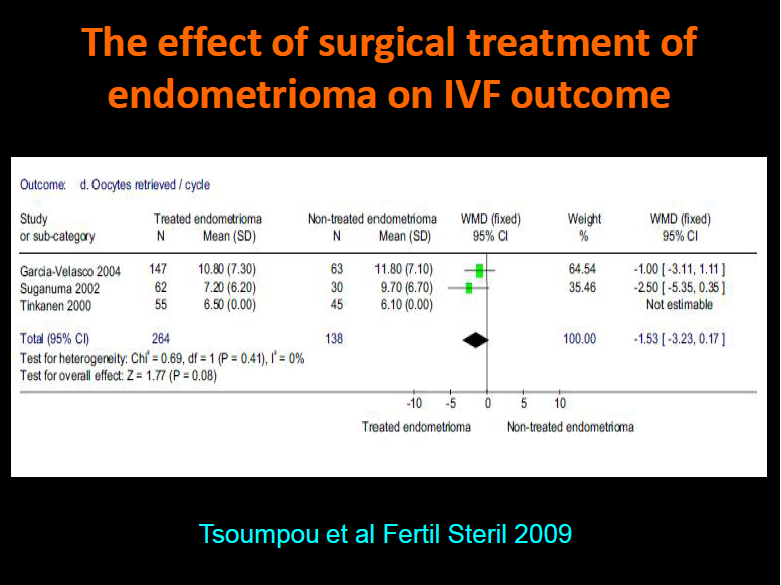 The effect of surgical treatment of
endometrioma on IVF outcome
Outcome: d. Oocytes retrieved / cycle
Study Treated endometrioma Non-treated endometrioma WMD (fixed) Weight WMD (fixed)
or sub-category N Mean (SD) N Mean (SD) 95% CI % 95% CI
Garcia-Velasco 2004 147 10.80 (7.30) 63 11.80 (7.10) 64.54 -1.00 [ -3.11, 1.11 ]
Suganuma 2002 62 7.20 (6.20) 30 9.70 (6.70) 35.46 -2.50 [ -5.35, 0.35 ]
Tinkanen 2000 55 6.50 (0.00) 45 6.10 (0.00) Not estimable
Total (95% CI) 264 138 100.00 -1.53 [ -3.23, 0.17 ]
Test for heterogeneity: Chi² = 0.69, df = 1 (P = 0.41), I² = 0%
Test for overall effect: Z = 1.77 (P = 0.08)
-10 -5 0 5 10
Treated endometrioma Non-treated endometrioma
Tsoumpou et al Fertil Steril 2009